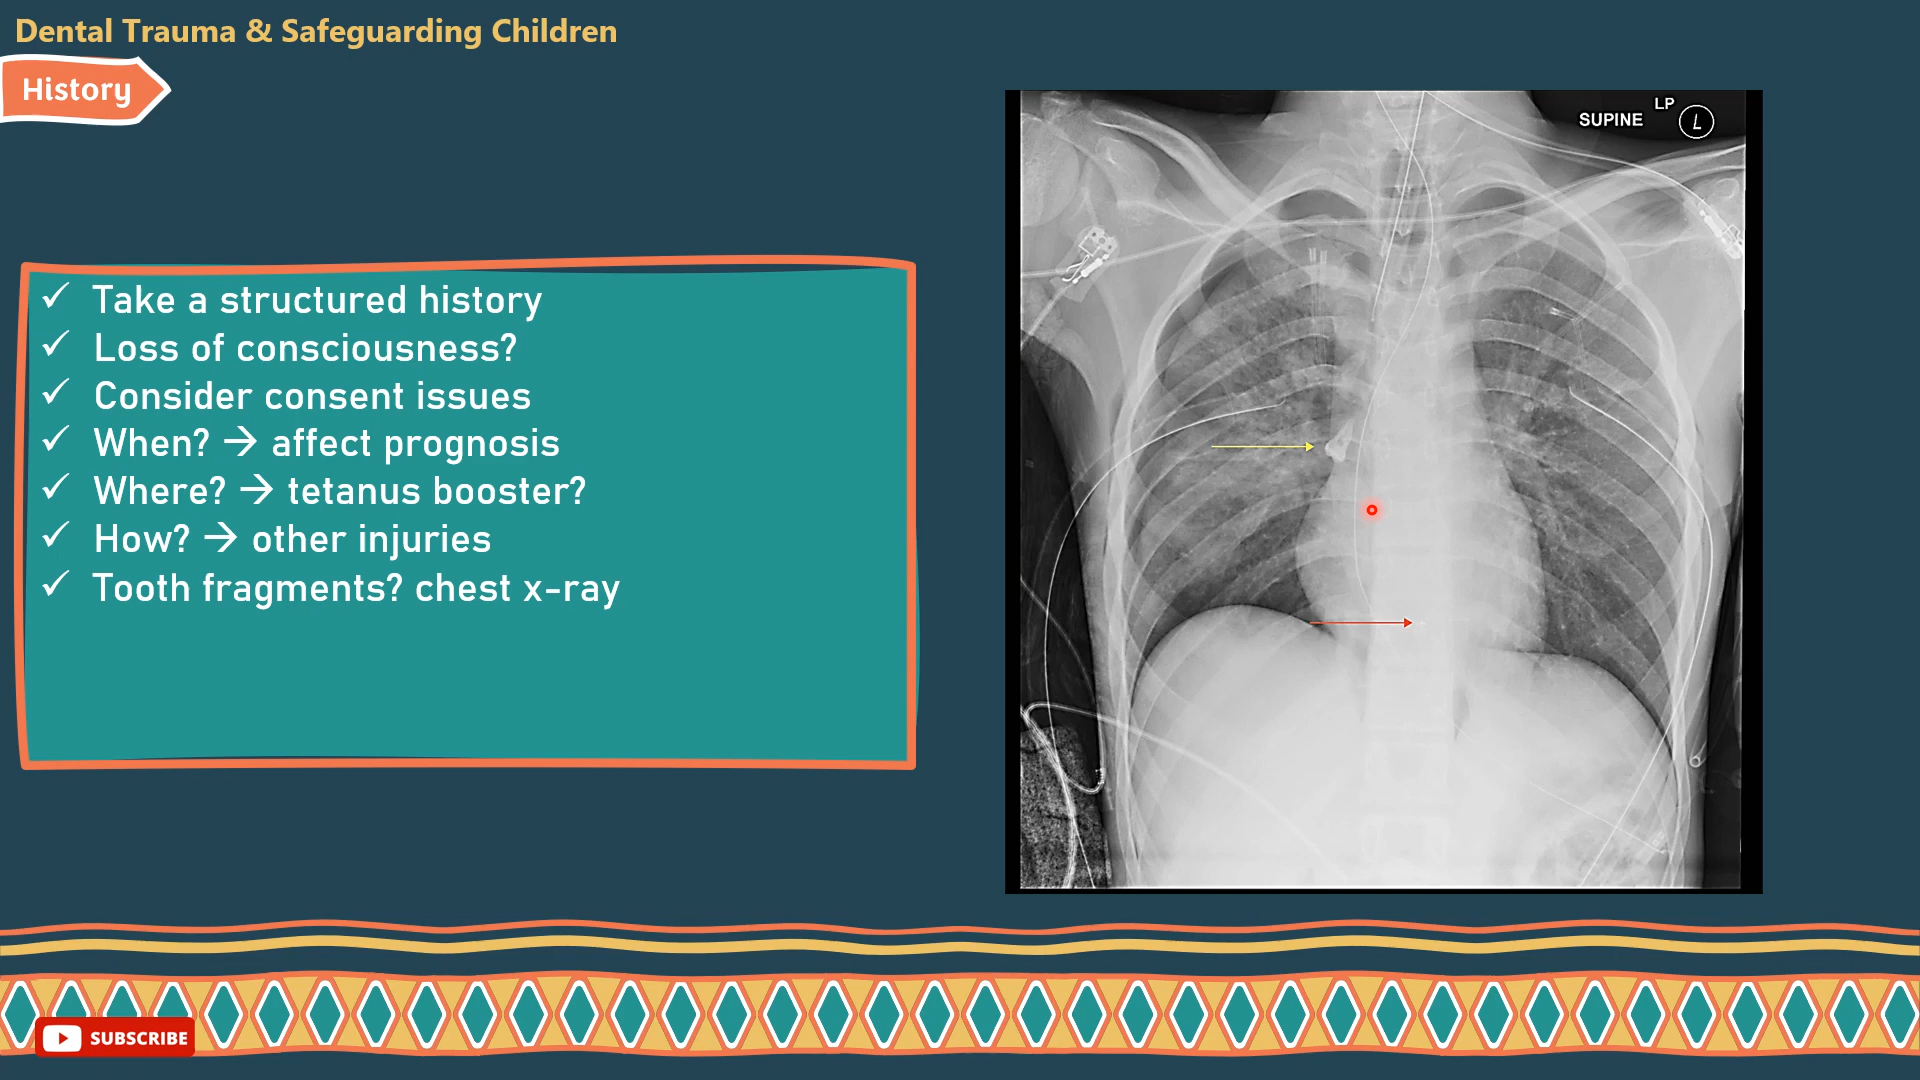 Dental Trauma & Safeguarding Children
History
✓ Take a structured history
✓ Loss of consciousness?
✓ Consider consent issues
✓ When? → affect prognosis
✓ Where? → tetanus booster?
✓ How? → other injuries
✓ Tooth fragments? chest x-ray
LP
SUPINE L
SUBSCRIBE